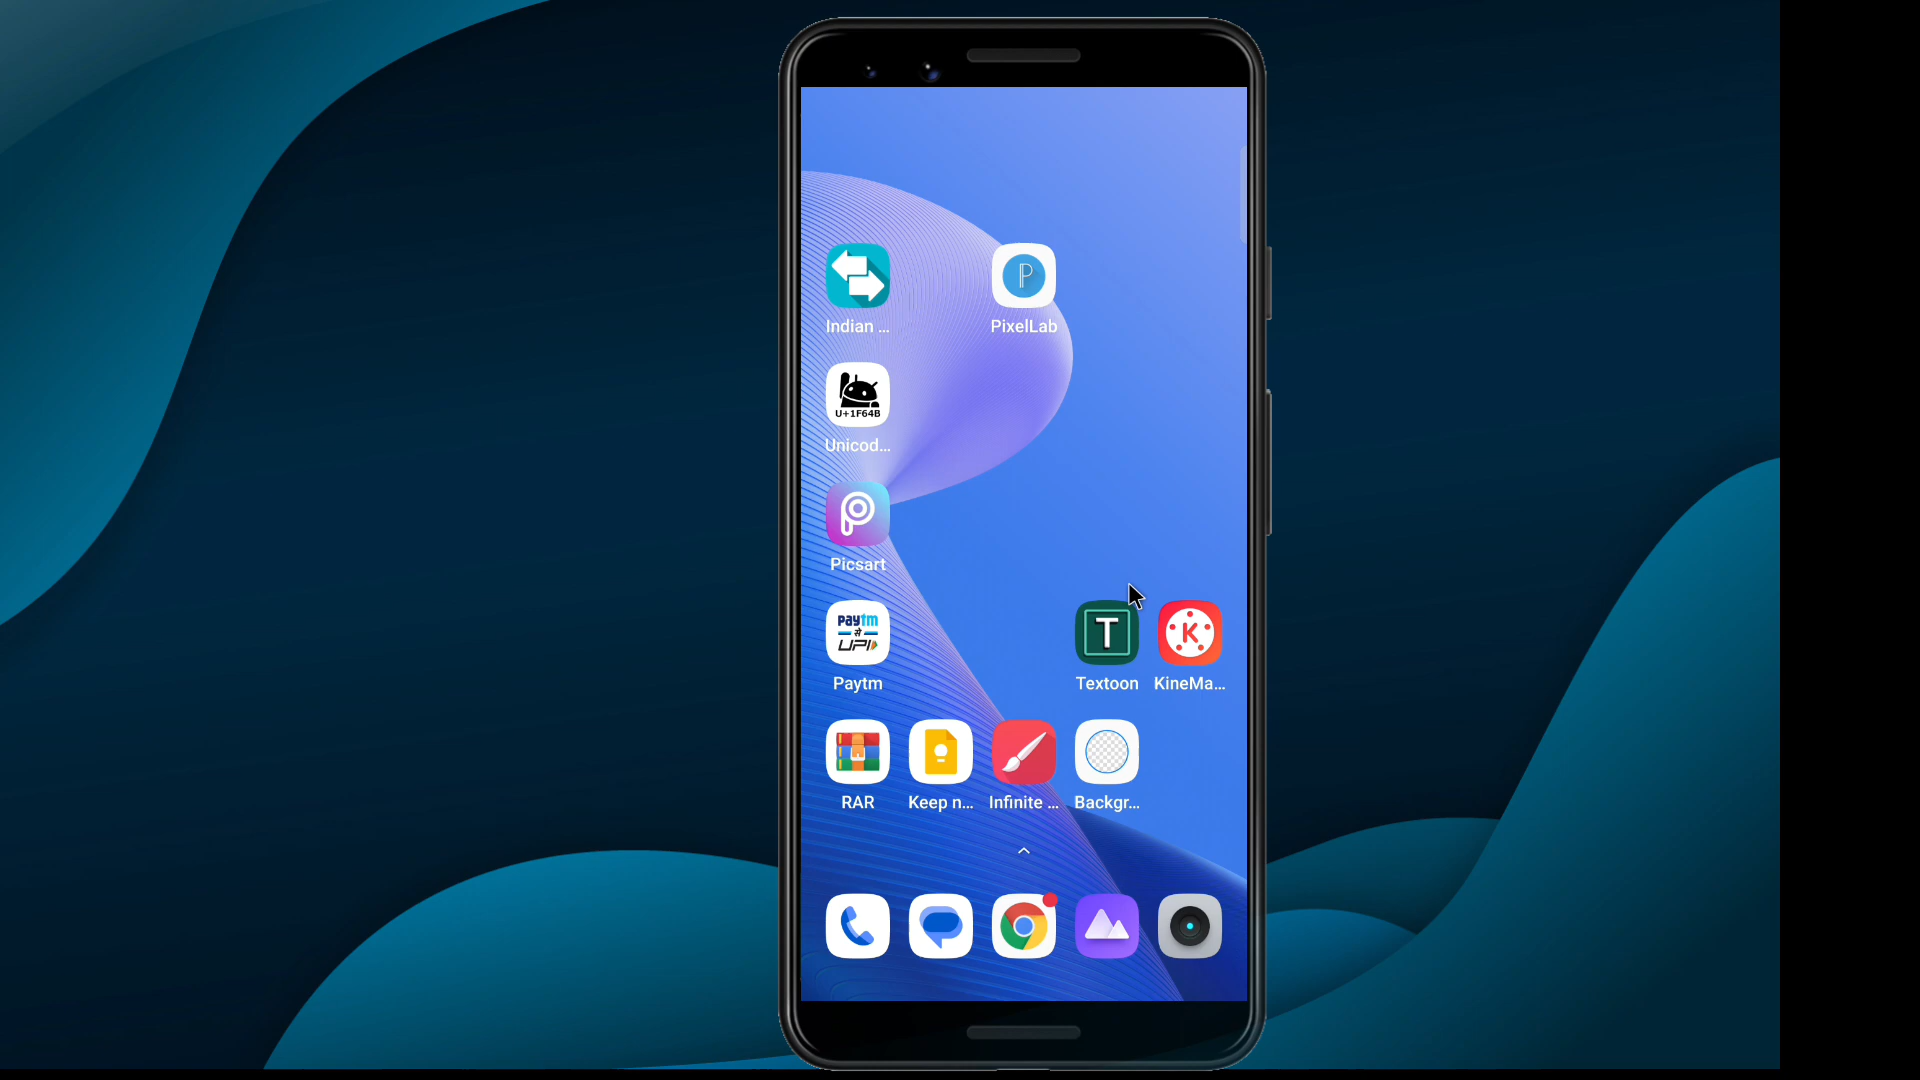 P
Indian ...
PixelLab
U+1F64B
Unicod...
Picsart
paytm
से
UPI
T
K
Paytm
Textoon
KineMa...
RAR
Keep n...
Infinite ...
Backgr...